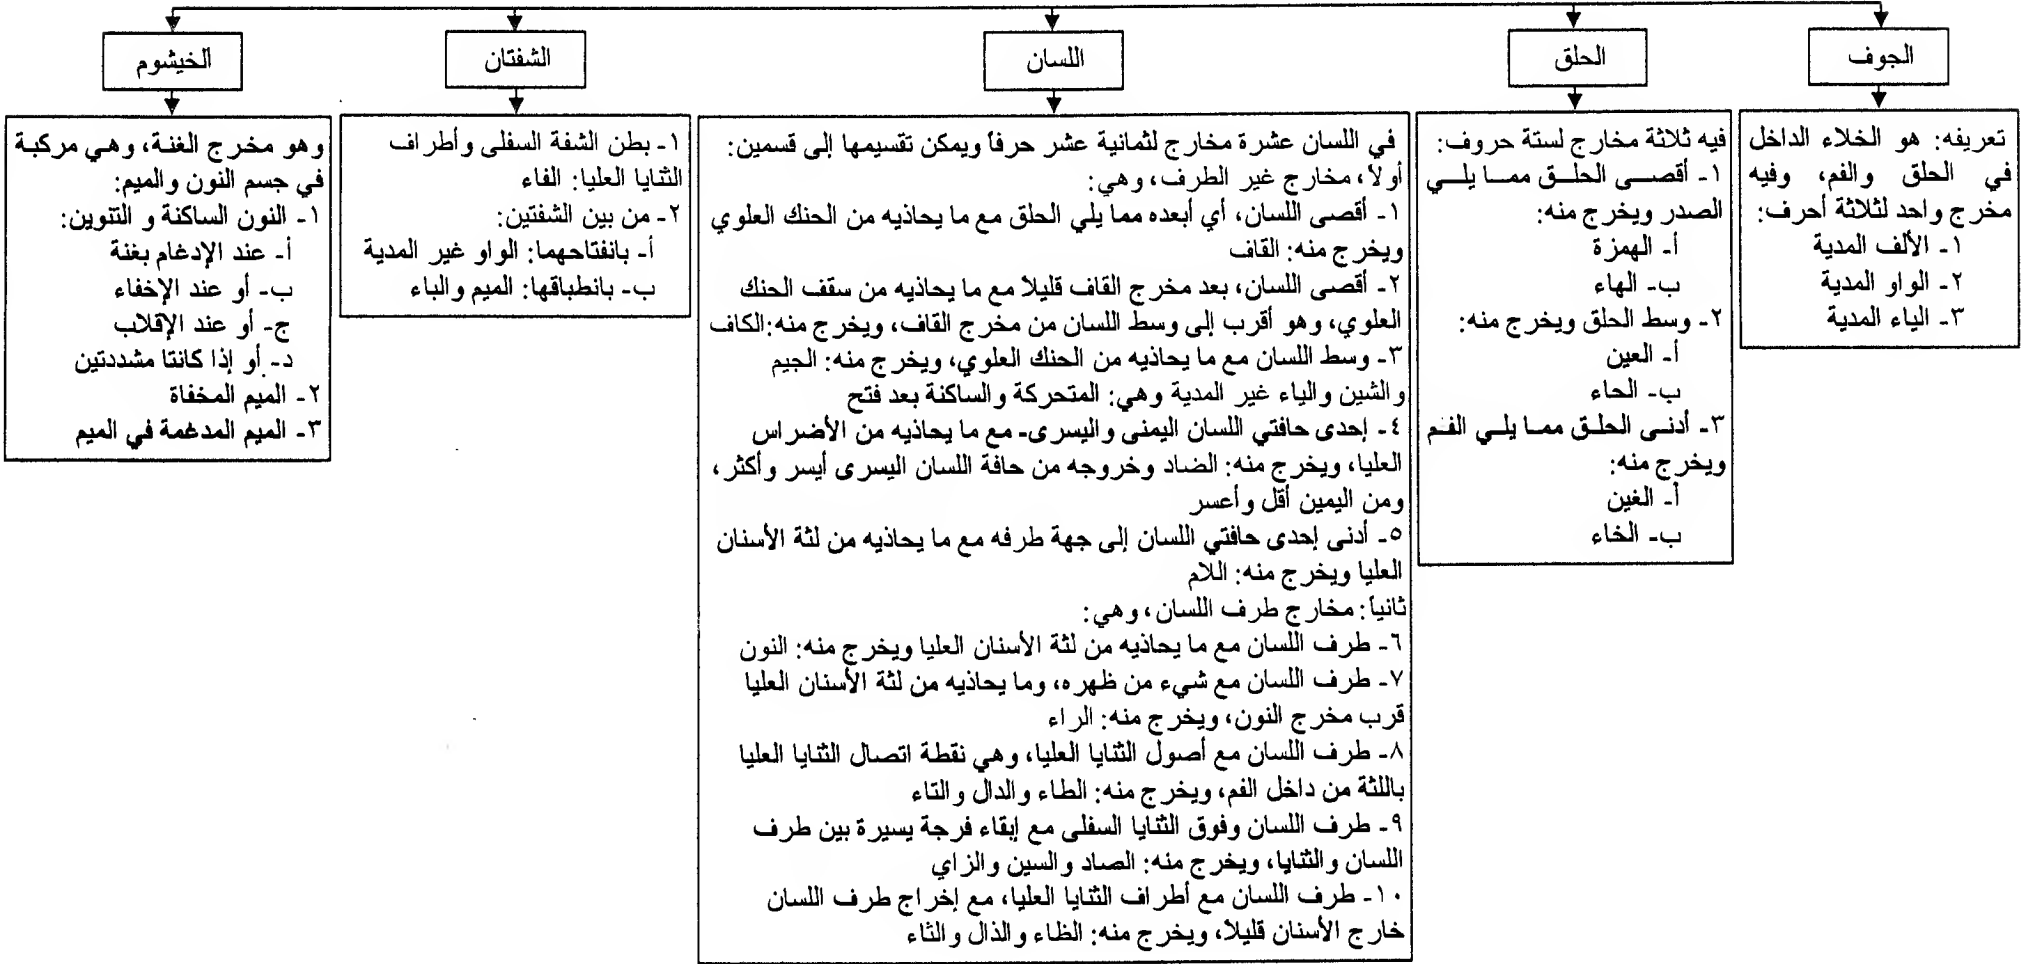 الجوف
تعريفه: هو الخلاء الداخل
في الحلق والفم، وفيه
مخرج واحد لثلاثة أحرف:
١- الألف المدية
٢- الواو المدية
٣- الياء المدية
الحلق
فيه ثلاثة مخارج لستة حروف:
١- أقصى الحلق مما يلي
الصدر ويخرج منه:
أ- الهمزة
ب- الهاء
٢- وسط الحلق ويخرج منه:
أ- العين
ب- الحاء
٣- أدنى الحلق مما يلي الفم
ويخرج منه:
أ- الغين
ب- الخاء
اللسان
في اللسان عشرة مخارج لثمانية عشر حرفاً ويمكن تقسيمها إلى قسمين:
أولاً، مخارج غير الطرف، وهي:
١- أقصى اللسان، أي أبعده مما يلي الحلق مع ما يحاذيه من الحنك العلوي
ويخرج منه: القاف
٢- أقصى اللسان، بعد مخرج القاف قليلاً مع ما يحاذيه من سقف الحنك
العلوي، وهو أقرب إلى وسط اللسان من مخرج القاف، ويخرج منه:الكاف
٣- وسط اللسان مع ما يحاذيه من الحنك العلوي، ويخرج منه: الجيم
والشين والياء غير المدية وهي: المتحركة والساكنة بعد فتح
٤- إحدى حافتي اللسان اليمنى واليسرى- مع ما يحاذيه من الأضراس
العليا، ويخرج منه: الضاد وخروجه من حافة اللسان اليسرى أيسر وأكثر،
ومن اليمين أقل وأعسر
٥- أدنى إحدى حافتي اللسان إلى جهة طرفه مع ما يحاذيه من لثة الأسنان
العليا ويخرج منه: اللام
ثانياً: مخارج طرف اللسان، وهي:
٦- طرف اللسان مع ما يحاذيه من لثة الأسنان العليا ويخرج منه: النون
٧- طرف اللسان مع شيء من ظهره، وما يحاذيه من لثة الأسنان العليا
قرب مخرج النون، ويخرج منه: الراء
٨- طرف اللسان مع أصول الثنايا العليا، وهي نقطة اتصال الثنايا العليا
باللثة من داخل الفم، ويخرج منه: الطاء والدال والتاء
٩- طرف اللسان وفوق الثنايا السفلى مع إبقاء فرجة يسيرة بين طرف
اللسان والثنايا، ويخرج منه: الصاد والسين والزاي
١٠- طرف اللسان مع أطراف الثنايا العليا، مع إخراج طرف اللسان
خارج الأسنان قليلاً، ويخرج منه: الظاء والذال والثاء
الشفتان
١- بطن الشفة السفلى وأطراف
الثنايا العليا: الفاء
٢- من بين الشفتين:
أ- بانفتاحهما: الواو غير المدية
ب- بانطباقها: الميم والباء
الخيشوم
وهو مخرج الغنة، وهي مركبة
في جسم النون والميم:
١- النون الساكنة و التنوين:
أ- عند الإدغام بغنة
ب- أو عند الإخفاء
ج- أو عند الإقلاب
د- أو إذا كانتا مشددتين
٢- الميم المخفاة
٣- الميم المدغمة في الميم